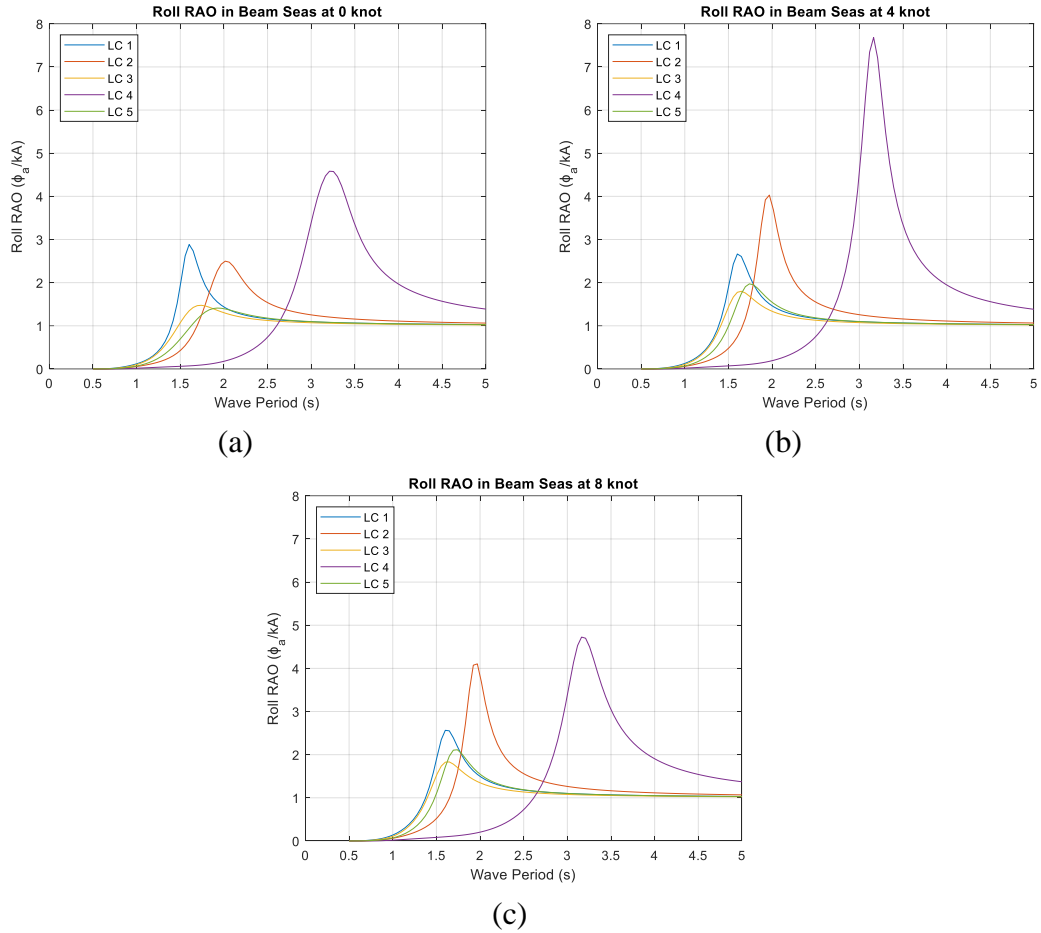 Roll RAO in Beam Seas at 0 knot
8
7
6
5
4
3
2
1
0
Roll RAO (ϕa/kA)
LC 1
LC 2
LC 3
LC 4
LC 5
0 0.5 1 1.5 2 2.5 3 3.5 4 4.5 5
Wave Period (s)
(a)
Roll RAO in Beam Seas at 4 knot
8
7
6
5
4
3
2
1
0
Roll RAO (ϕa/kA)
LC 1
LC 2
LC 3
LC 4
LC 5
0 0.5 1 1.5 2 2.5 3 3.5 4 4.5 5
Wave Period (s)
(b)
Roll RAO in Beam Seas at 8 knot
8
7
6
5
4
3
2
1
0
Roll RAO (ϕa/kA)
LC 1
LC 2
LC 3
LC 4
LC 5
0 0.5 1 1.5 2 2.5 3 3.5 4 4.5 5
Wave Period (s)
(c)